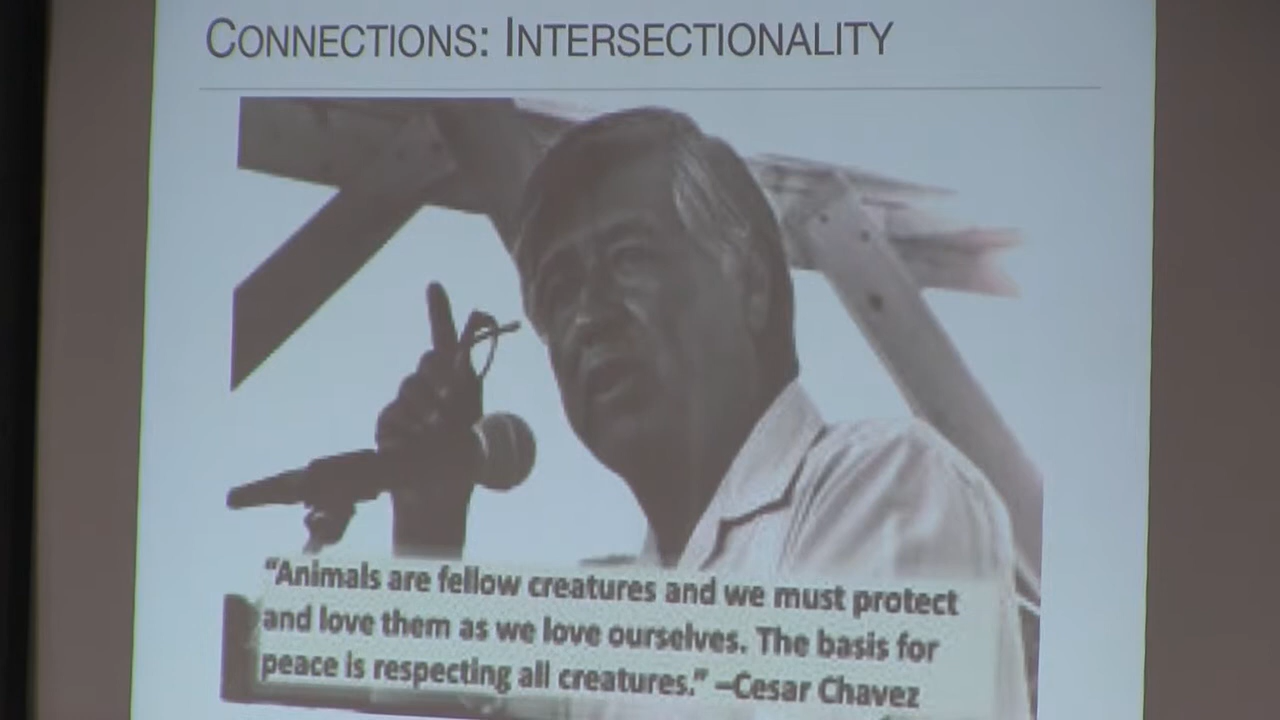 CONNECTIONS: INTERSECTIONALITY
“Animals are fellow creatures and we must protect
and love them as we love ourselves. The basis for
peace is respecting all creatures.” –Cesar Chavez